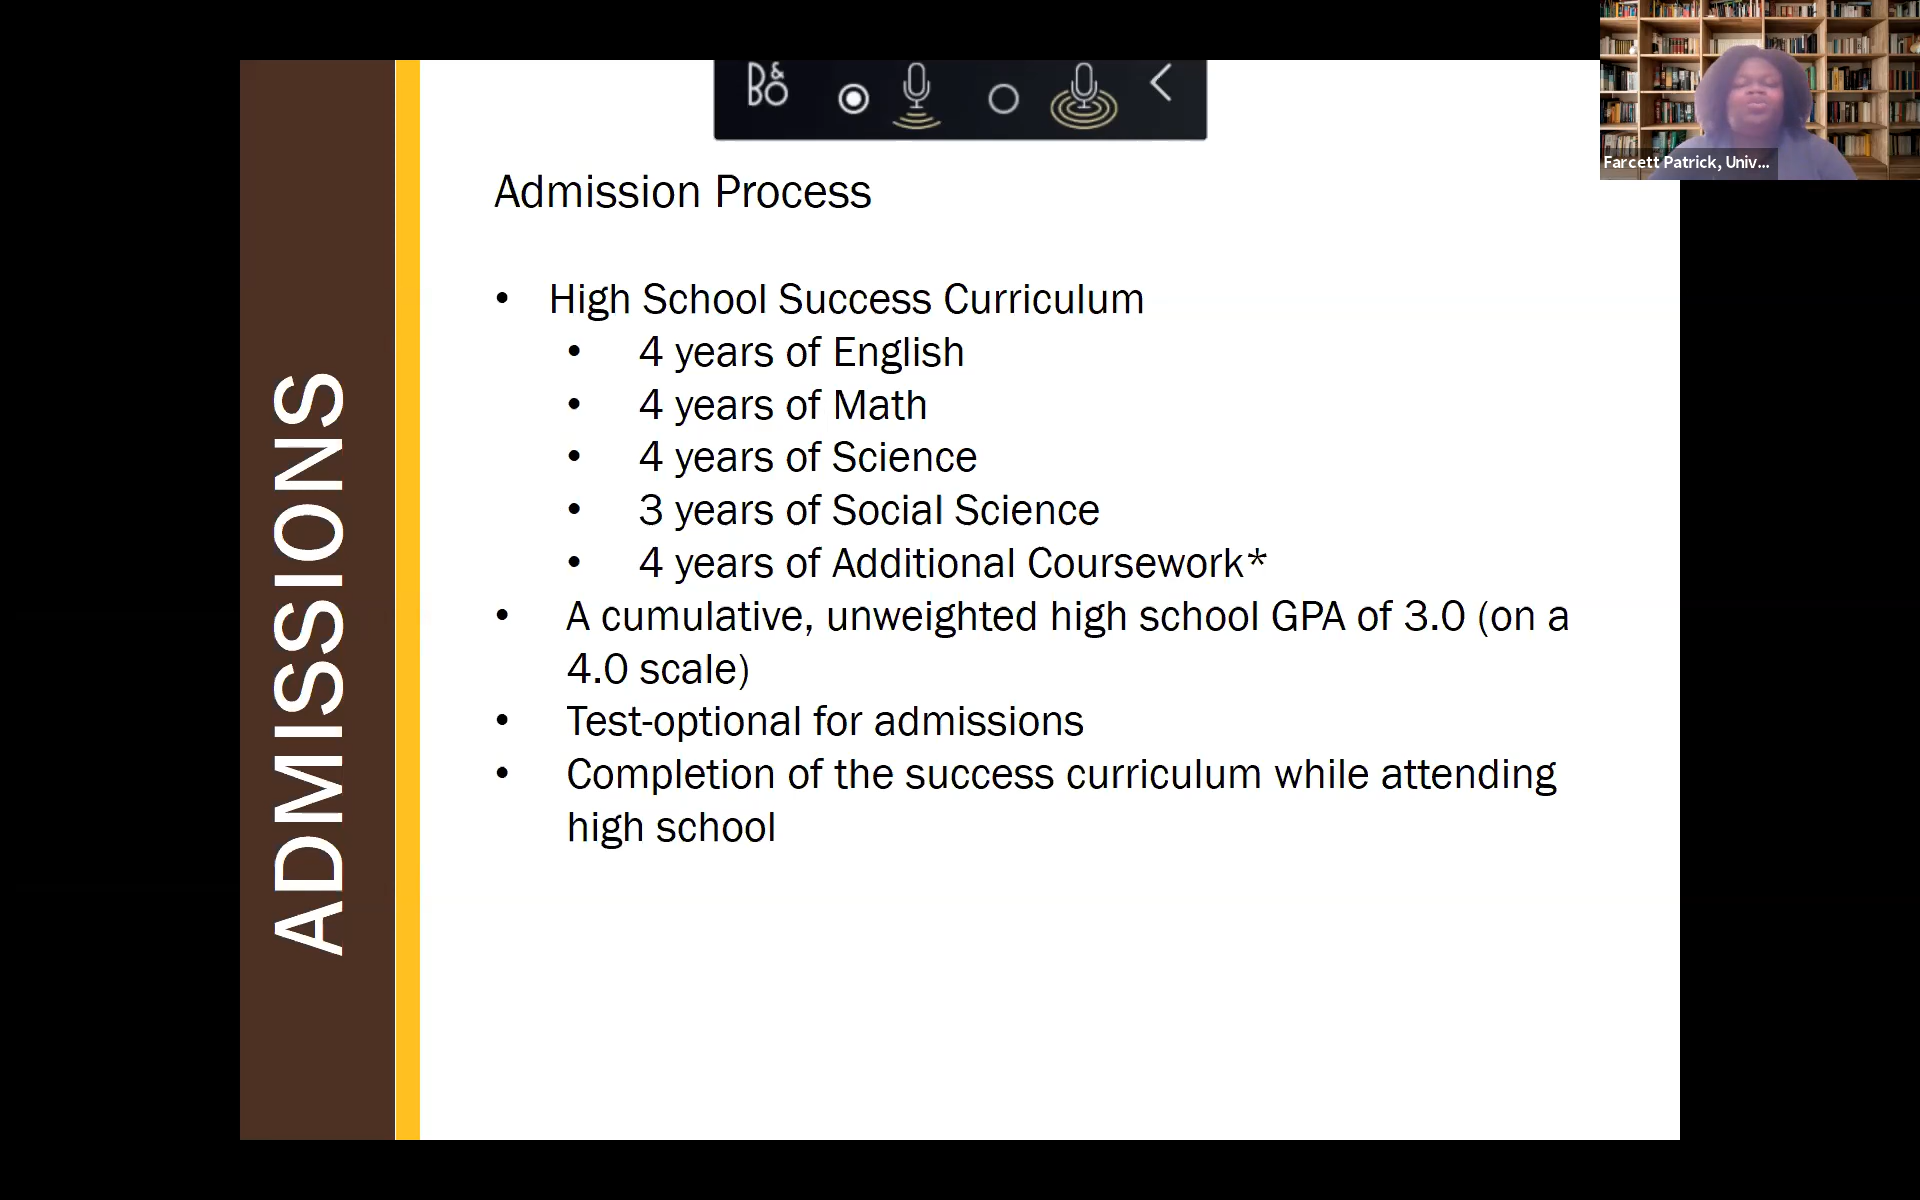 B&O
Farcett Patrick, Univ...
Admission Process
• High School Success Curriculum
• 4 years of English
• 4 years of Math
• 4 years of Science
• 3 years of Social Science
• 4 years of Additional Coursework*
• A cumulative, unweighted high school GPA of 3.0 (on a
4.0 scale)
• Test-optional for admissions
• Completion of the success curriculum while attending
high school
ADMISSIONS